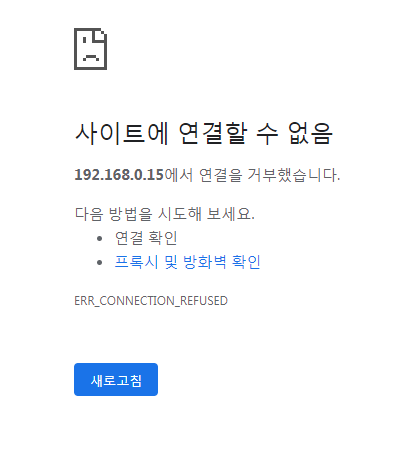 사이트에 연결할 수 없음
192.168.0.15에서 연결을 거부했습니다.
다음 방법을 시도해 보세요.
• 연결 확인
• 프록시 및 방화벽 확인
ERR_CONNECTION_REFUSED
새로고침